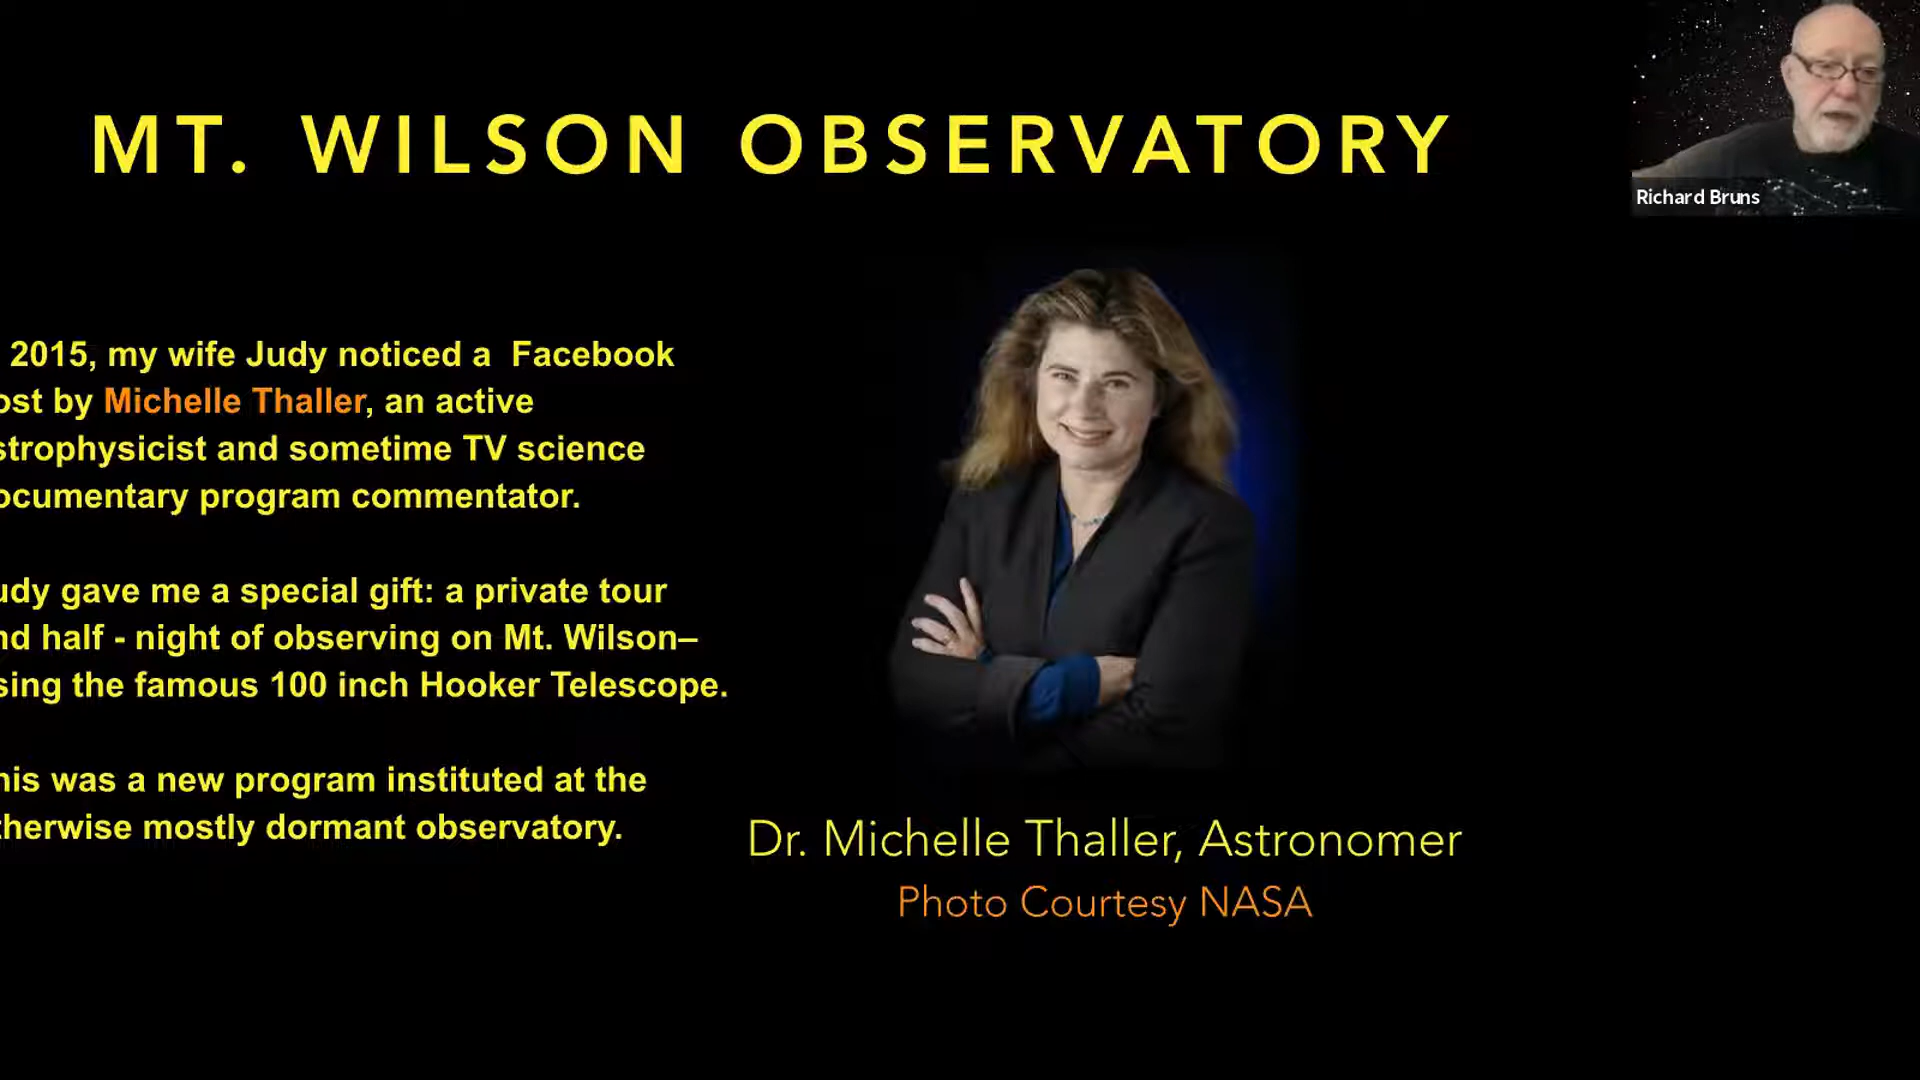 MT. WILSON OBSERVATORY
Richard Bruns
2015, my wife Judy noticed a Facebook
ost by Michelle Thaller, an active
strophysicist and sometime TV science
ocumentary program commentator.
udy gave me a special gift: a private tour
nd half - night of observing on Mt. Wilson–
sing the famous 100 inch Hooker Telescope.
his was a new program instituted at the
therwise mostly dormant observatory.
Dr. Michelle Thaller, Astronomer
Photo Courtesy NASA